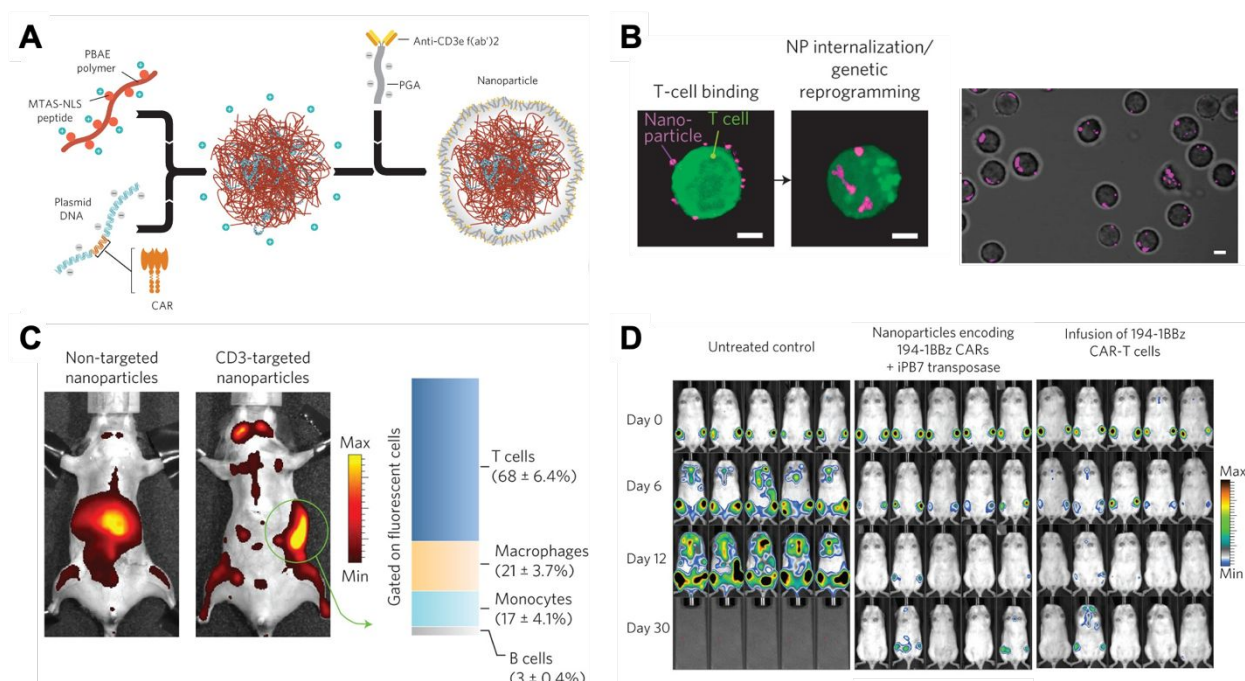 A
PBAE
polymer
MTAS-NLS
peptide
Plasmid
DNA
CAR
Anti-CD3e f(ab')2
PGA
Nanoparticle
B
T-cell binding
NP internalization/
genetic
reprogramming
Nano-
particle
T cell
C
Non-targeted
nanoparticles
CD3-targeted
nanoparticles
Max
Min
Gated on fluorescent cells
T cells
(68 ± 6.4%)
Macrophages
(21 ± 3.7%)
Monocytes
(17 ± 4.1%)
B cells
(3 ± 0.4%)
D
Untreated control
Nanoparticles encoding
194-1BBz CARs
+ iPB7 transposase
Infusion of 194-1BBz
CAR-T cells
Day 0
Day 6
Day 12
Day 30
Max
Min